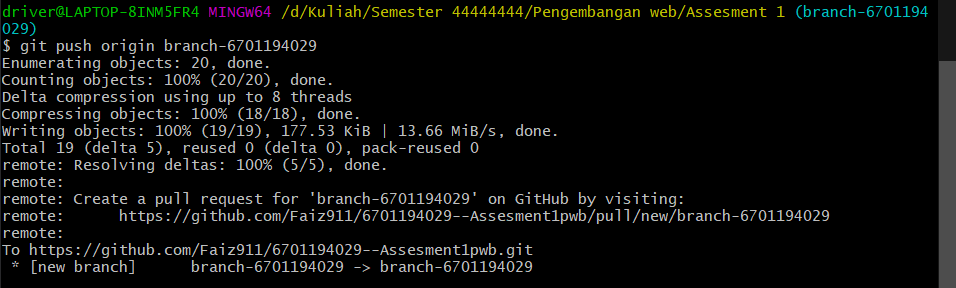 driver@LAPTOP-8INM5FR4 MINGW64 /d/Kuliah/Semester 44444444/Pengembangan web/Assesment 1 (branch-6701194
029)
$ git push origin branch-6701194029
Enumerating objects: 20, done.
Counting objects: 100% (20/20), done.
Delta compression using up to 8 threads
Compressing objects: 100% (18/18), done.
Writing objects: 100% (19/19), 177.53 KiB | 13.66 MiB/s, done.
Total 19 (delta 5), reused 0 (delta 0), pack-reused 0
remote: Resolving deltas: 100% (5/5), done.
remote:
remote: Create a pull request for 'branch-6701194029' on GitHub by visiting:
remote:      https://github.com/Faiz911/6701194029--Assesment1pwb/pull/new/branch-6701194029
remote:
To https://github.com/Faiz911/6701194029--Assesment1pwb.git
 * [new branch]      branch-6701194029 -> branch-6701194029